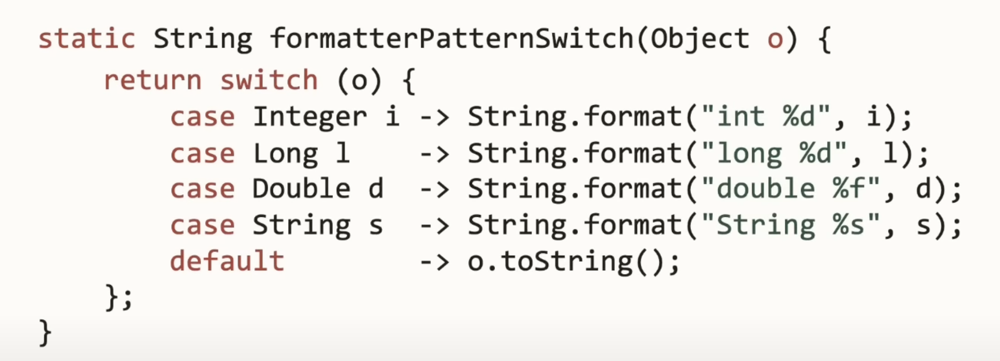 static String formatterPatternSwitch(Object o) {
    return switch (o) {
        case Integer i -> String.format("int %d", i);
        case Long l    -> String.format("long %d", l);
        case Double d  -> String.format("double %f", d);
        case String s  -> String.format("String %s", s);
        default        -> o.toString();
    };
}